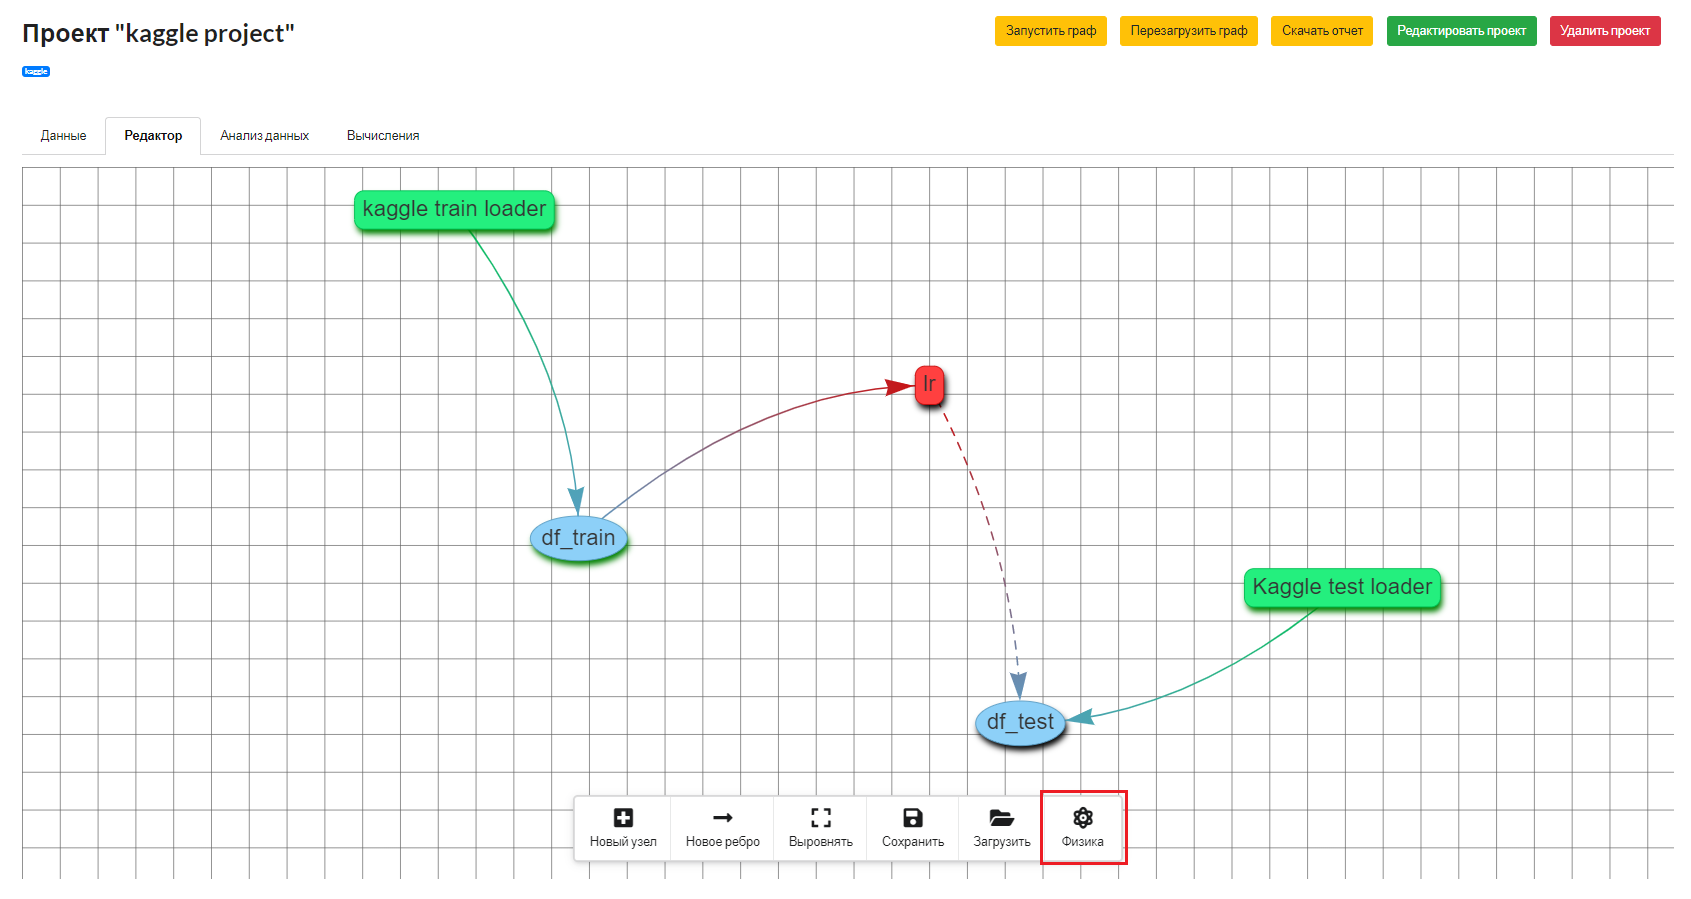 Проект "kaggle project"
Запустить граф
Перезагрузить граф
Скачать отчет
Редактировать проект
Удалить проект
kaggle
Данные
Редактор
Анализ данных
Вычисления
kaggle train loader
lr
df_train
Kaggle test loader
df_test
Новый узел
Новое ребро
Выровнять
Сохранить
Загрузить
Физика